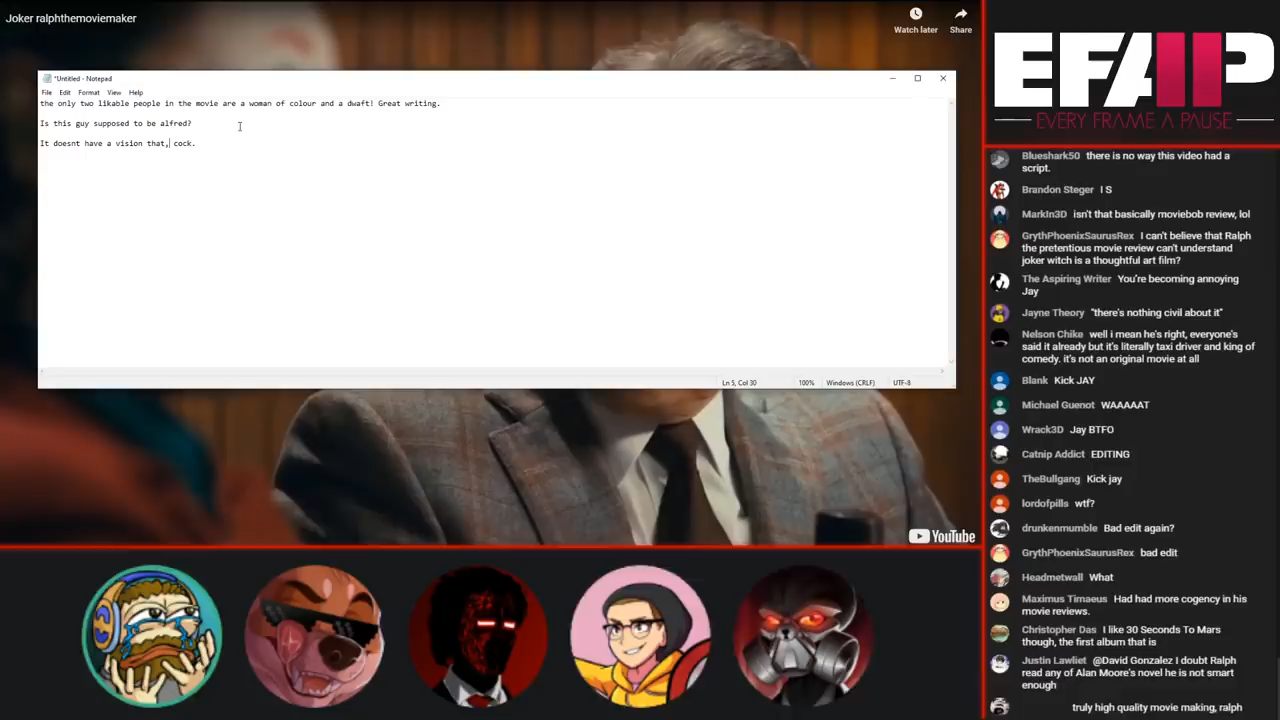 Joker ralphthemoviemaker
Watch later
Share
*Untitled - Notepad
File Edit Format View Help
the only two likable people in the movie are a woman of colour and a dwaft! Great writing.
Is this guy supposed to be alfred?
It doesnt have a vision that, cock.
Ln 5, Col 30
100%
Windows (CRLF)
UTF-8
YouTube
EFAP
EVERY FRAME A PAUSE
Blueshark50 there is no way this video had a
script.
Brandon Steger I S
MarkIn3D isn't that basically moviebob review, lol
GrythPhoenixSaurusRex I can't believe that Ralph
the pretentious movie review can't understand
joker witch is a thoughtful art film?
The Aspiring Writer You're becoming annoying
Jay
Jayne Theory "there's nothing civil about it"
Nelson Chike well i mean he's right, everyone's
said it already but it's literally taxi driver and king of
comedy. it's not an original movie at all
Blank Kick JAY
Michael Guenot WAAAAAT
Wrack3D Jay BTFO
Catnip Addict EDITING
TheBullgang Kick jay
lordofpills wtf?
drunkenmumble Bad edit again?
GrythPhoenixSaurusRex bad edit
Headmetwall What
Maximus Timaeus Had had more cogency in his
movie reviews.
Christopher Das I like 30 Seconds To Mars
though, the first album that is
Justin Lawliet @David Gonzalez I doubt Ralph
read any of Alan Moore's novel he is not smart
enough
truly high quality movie making, ralph